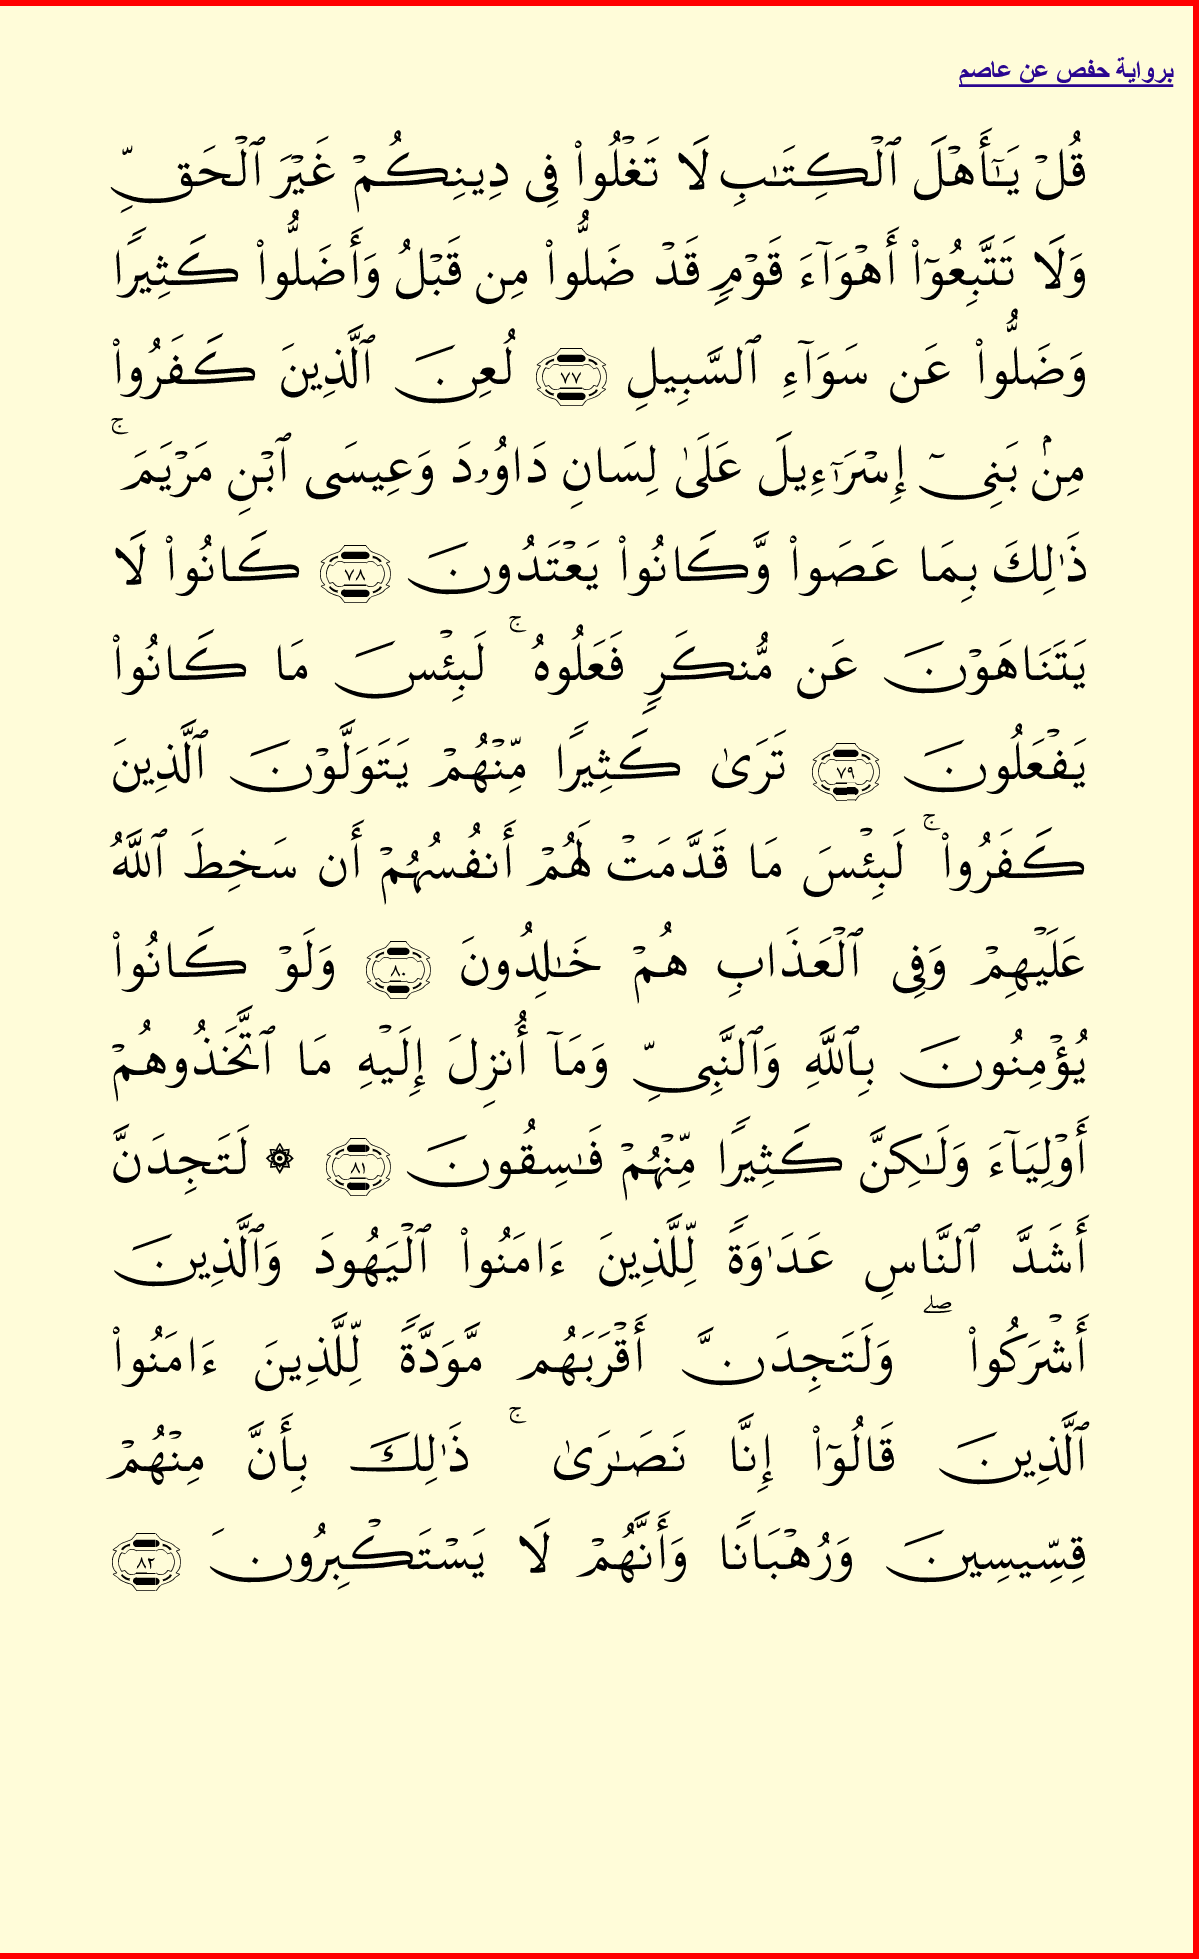 برواية حفص عن عاصم
قُلۡ يَـٰٓأَهۡلَ ٱلۡكِتَـٰبِ لَا تَغۡلُوا۟ فِى دِينِكُمۡ غَيۡرَ ٱلۡحَقِّ
وَلَا تَتَّبِعُوٓا۟ أَهۡوَآءَ قَوۡمٍ قَدۡ ضَلُّوا۟ مِن قَبۡلُ وَأَضَلُّوا۟ كَثِيرًا
وَضَلُّوا۟ عَن سَوَآءِ ٱلسَّبِيلِ ٧٧ لُعِنَ ٱلَّذِينَ كَفَرُوا۟
مِنۢ بَنِىٓ إِسۡرَٰٓءِيلَ عَلَىٰ لِسَانِ دَاوُۥدَ وَعِيسَى ٱبۡنِ مَرۡيَمَ ۚ
ذَٰلِكَ بِمَا عَصَوا۟ وَّكَانُوا۟ يَعۡتَدُونَ ٧٨ كَانُوا۟ لَا
يَتَنَاهَوۡنَ عَن مُّنكَرٍ فَعَلُوهُ ۚ لَبِئۡسَ مَا كَانُوا۟
يَفۡعَلُونَ ٧٩ تَرَىٰ كَثِيرًا مِّنۡهُمۡ يَتَوَلَّوۡنَ ٱلَّذِينَ
كَفَرُوا۟ ۚ لَبِئۡسَ مَا قَدَّمَتۡ لَهُمۡ أَنفُسُهُمۡ أَن سَخِطَ ٱللَّهُ
عَلَيۡهِمۡ وَفِى ٱلۡعَذَابِ هُمۡ خَـٰلِدُونَ ٨٠ وَلَوۡ كَانُوا۟
يُؤۡمِنُونَ بِٱللَّهِ وَٱلنَّبِىِّ وَمَآ أُنزِلَ إِلَيۡهِ مَا ٱتَّخَذُوهُمۡ
أَوۡلِيَآءَ وَلَـٰكِنَّ كَثِيرًا مِّنۡهُمۡ فَـٰسِقُونَ ٨١ ۞ لَتَجِدَنَّ
أَشَدَّ ٱلنَّاسِ عَدَٰوَةً لِّلَّذِينَ ءَامَنُوا۟ ٱلۡيَهُودَ وَٱلَّذِينَ
أَشۡرَكُوا۟ ۖ وَلَتَجِدَنَّ أَقۡرَبَهُم مَّوَدَّةً لِّلَّذِينَ ءَامَنُوا۟
ٱلَّذِينَ قَالُوٓا۟ إِنَّا نَصَـٰرَىٰ ۚ ذَٰلِكَ بِأَنَّ مِنۡهُمۡ
قِسِّيسِينَ وَرُهۡبَانًا وَأَنَّهُمۡ لَا يَسۡتَكۡبِرُونَ ٨٢